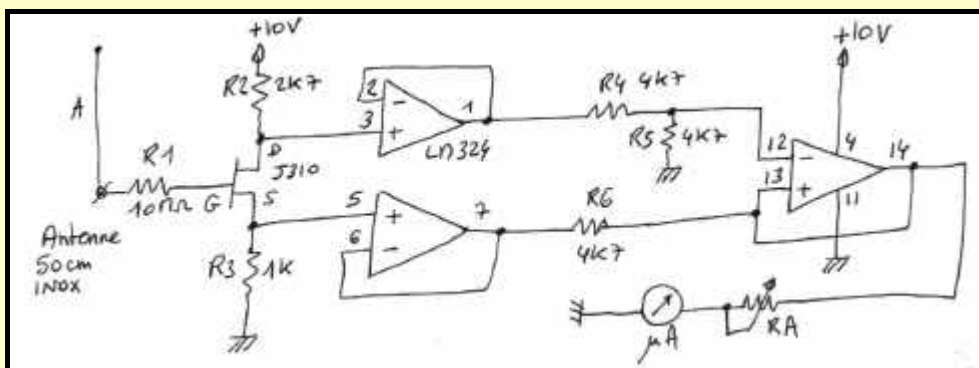 +10V
R2 2K7
A
R1
10MΩ
G
D
J310
S
Antenne
50cm
INOX
R3 1K
2
-
3
+
1
LM324
5
+
6
-
7
R4 4K7
R5 4K7
R6
4K7
+10V
12
-
13
+
4
14
11
µA
RA